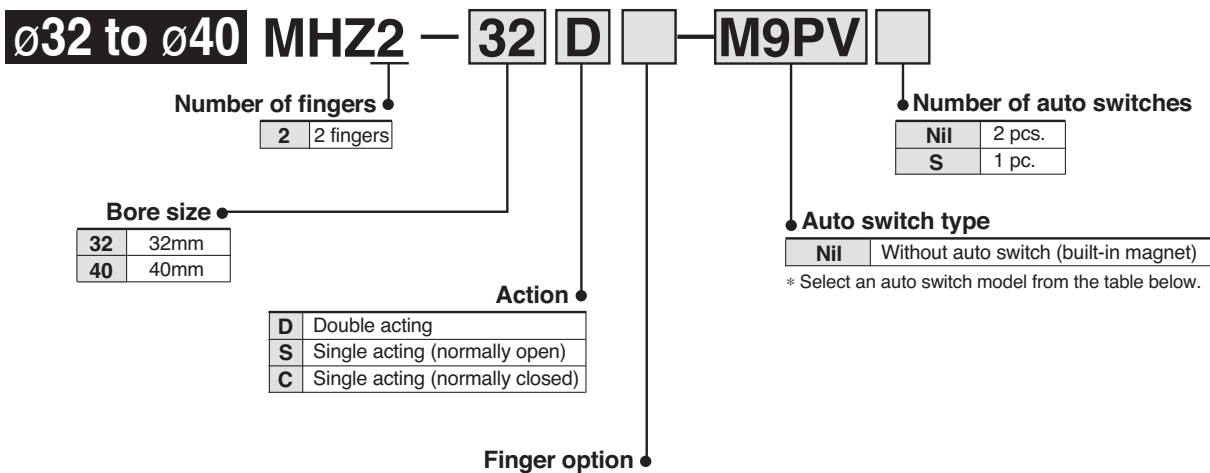 ø32 to ø40 MHZ2 — 32 D — M9PV
Number of fingers
2 2 fingers
Number of auto switches
Nil 2 pcs.
S 1 pc.
Bore size
32 32mm
40 40mm
Auto switch type
Nil Without auto switch (built-in magnet)
* Select an auto switch model from the table below.
Action
D Double acting
S Single acting (normally open)
C Single acting (normally closed)
Finger option